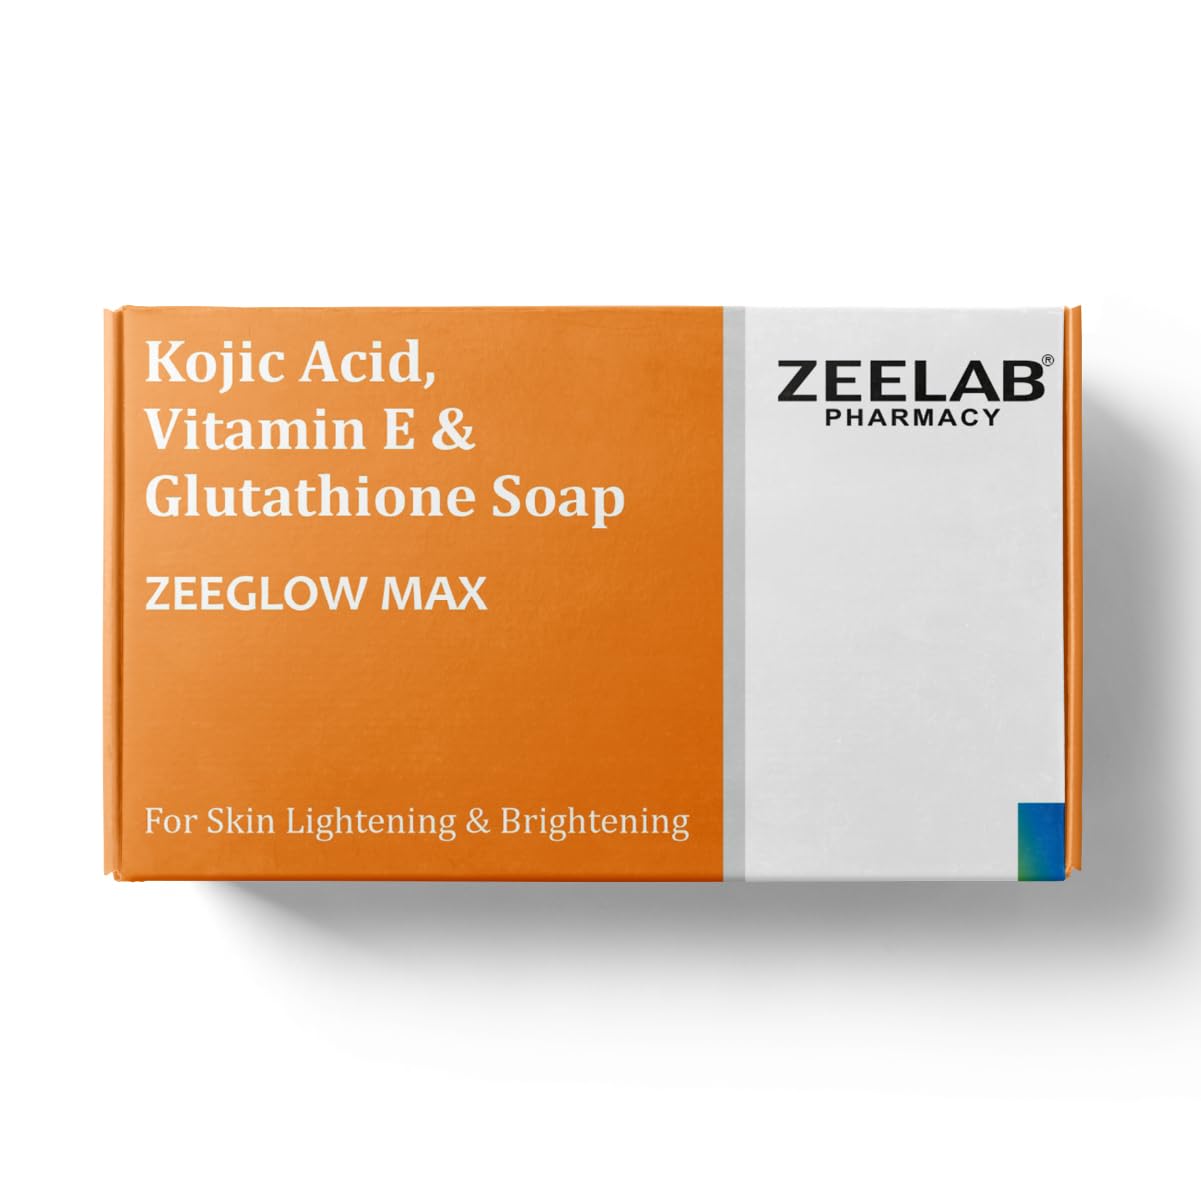 Kojic Acid,
Vitamin E &
Glutathione Soap
ZEEGLOW MAX
For Skin Lightening & Brightening
ZEELAB®
PHARMACY